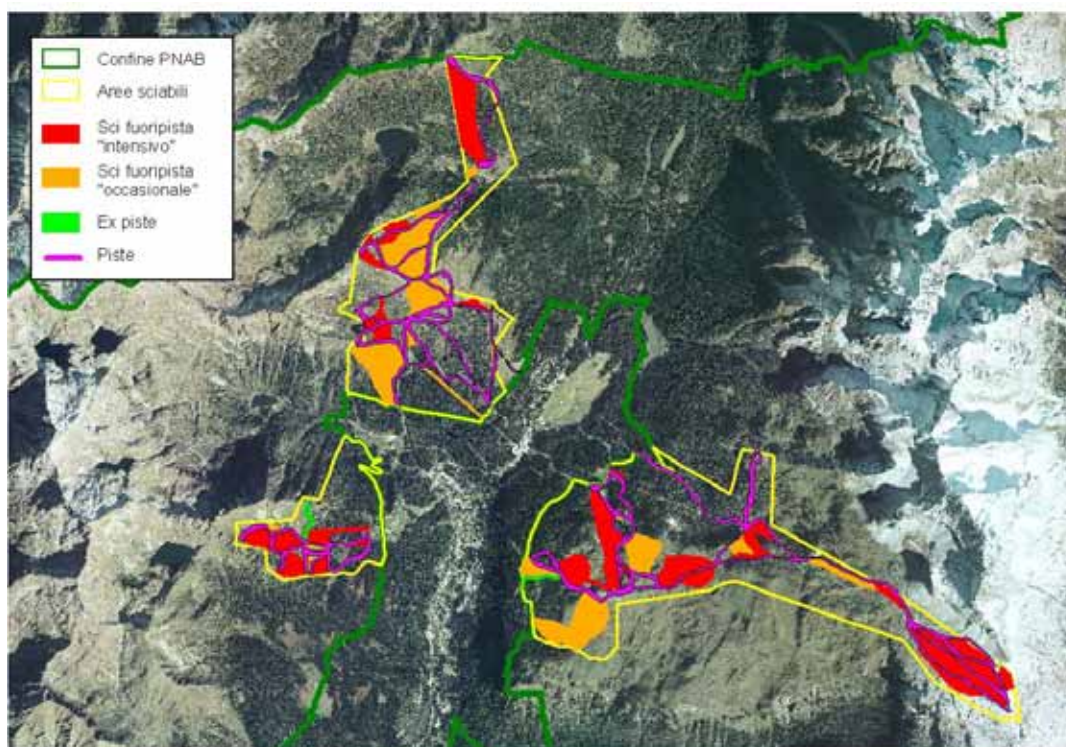 Confine PNAB
Aree sciabili
Sci fuoripista
"intensivo"
Sci fuoripista
"occasionale"
Ex piste
Piste